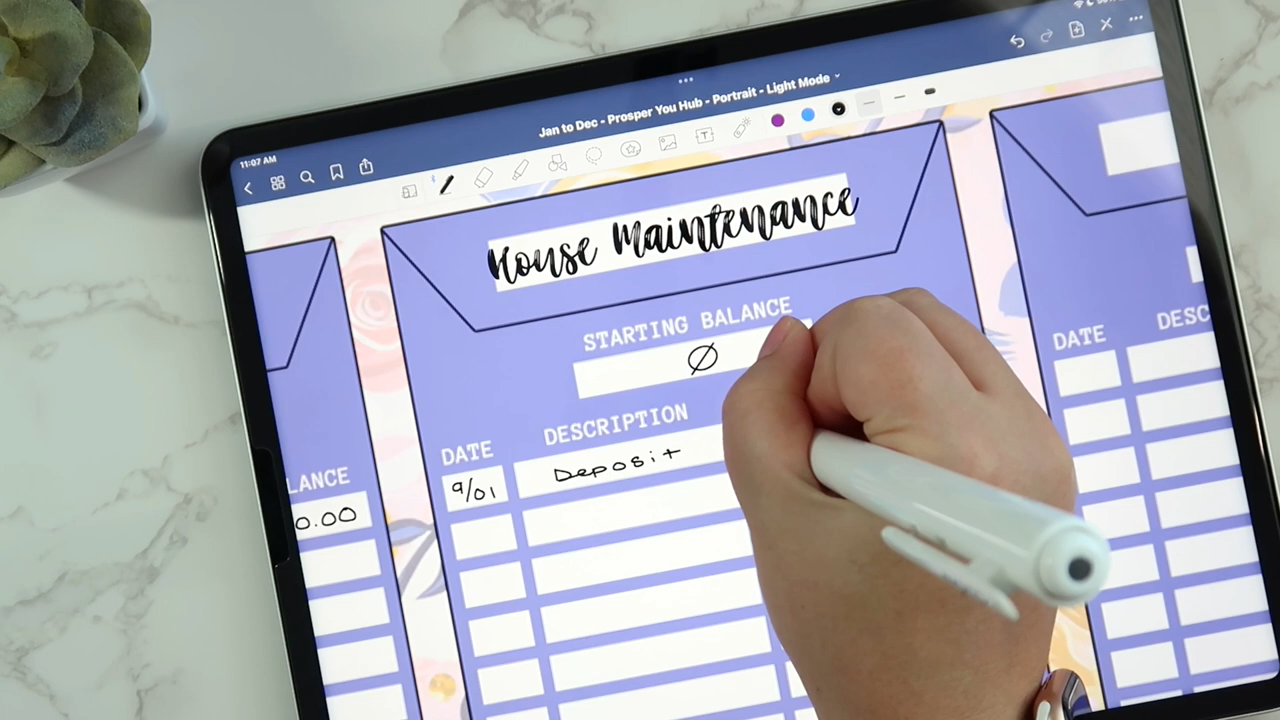 11:07 AM
Jan to Dec - Prosper You Hub - Portrait - Light Mode
House Maintenance
STARTING BALANCE
Ø
DATE DESCRIPTION
9/01 Deposit
LANCE
0.00
DATE DESC